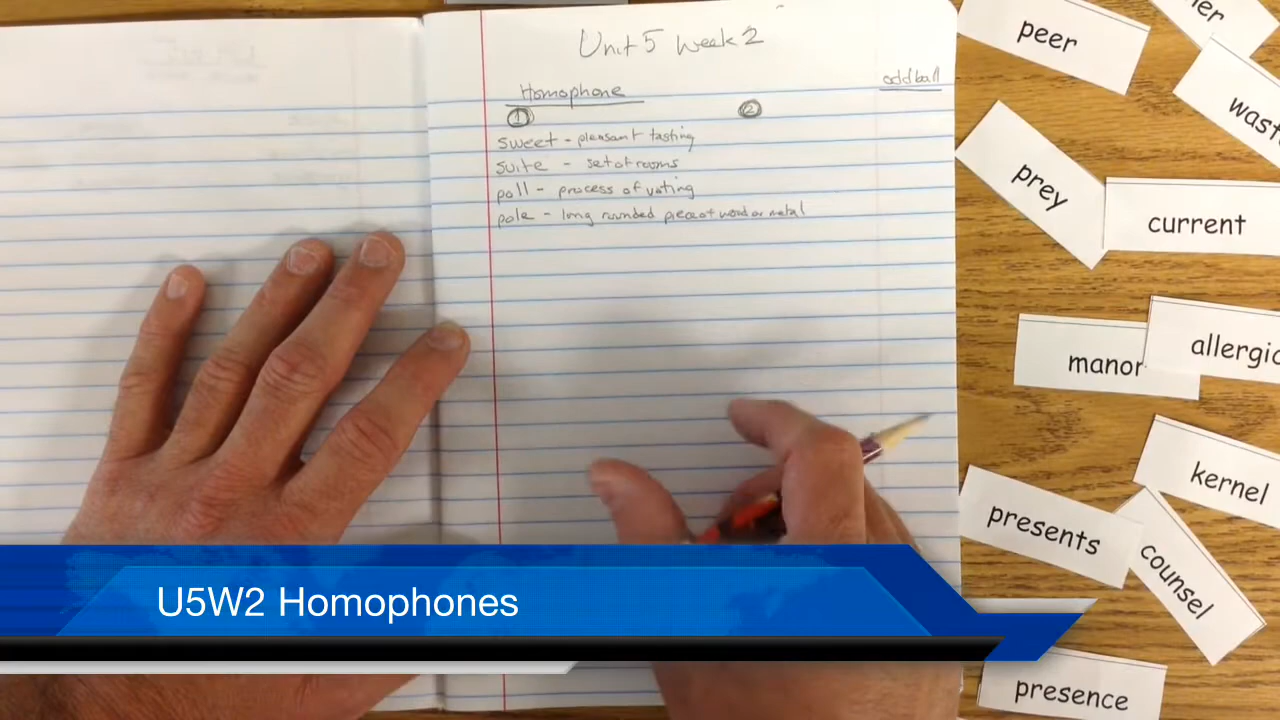 Unit 5 Week 2
Homophone
oddball
1
2
sweet - pleasant tasting
suite - set of rooms
poll - process of voting
pole - long rounded piece of wood or metal
peer
prey
current
manor
allergic
kernel
presents
counsel
presence
U5W2 Homophones